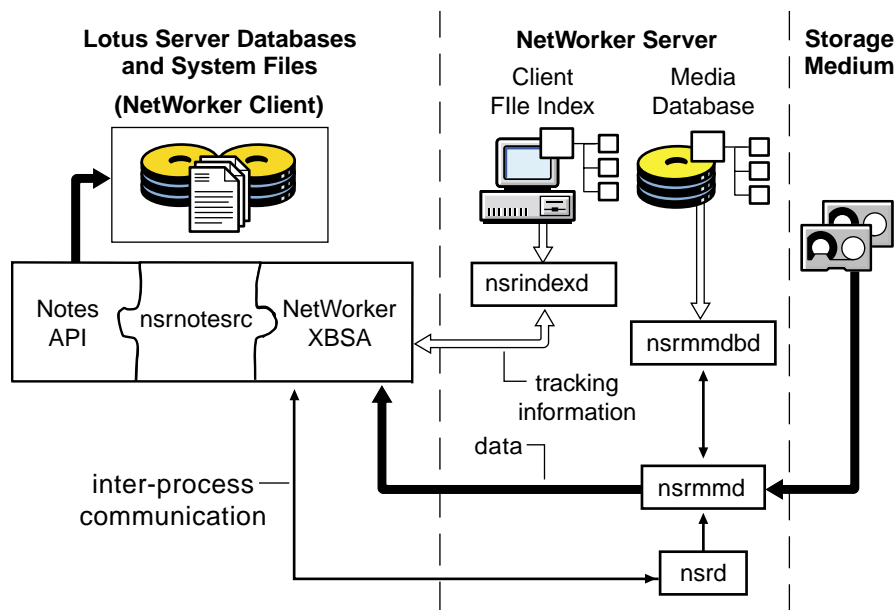 Lotus Server Databases
and System Files
(NetWorker Client)
NetWorker Server
Storage
Medium
Client
FIle Index
Media
Database
nsrindexd
Notes
API
nsrnotesrc
NetWorker
XBSA
nsrmmdbd
tracking
information
data
inter-process
communication
nsrmmd
nsrd